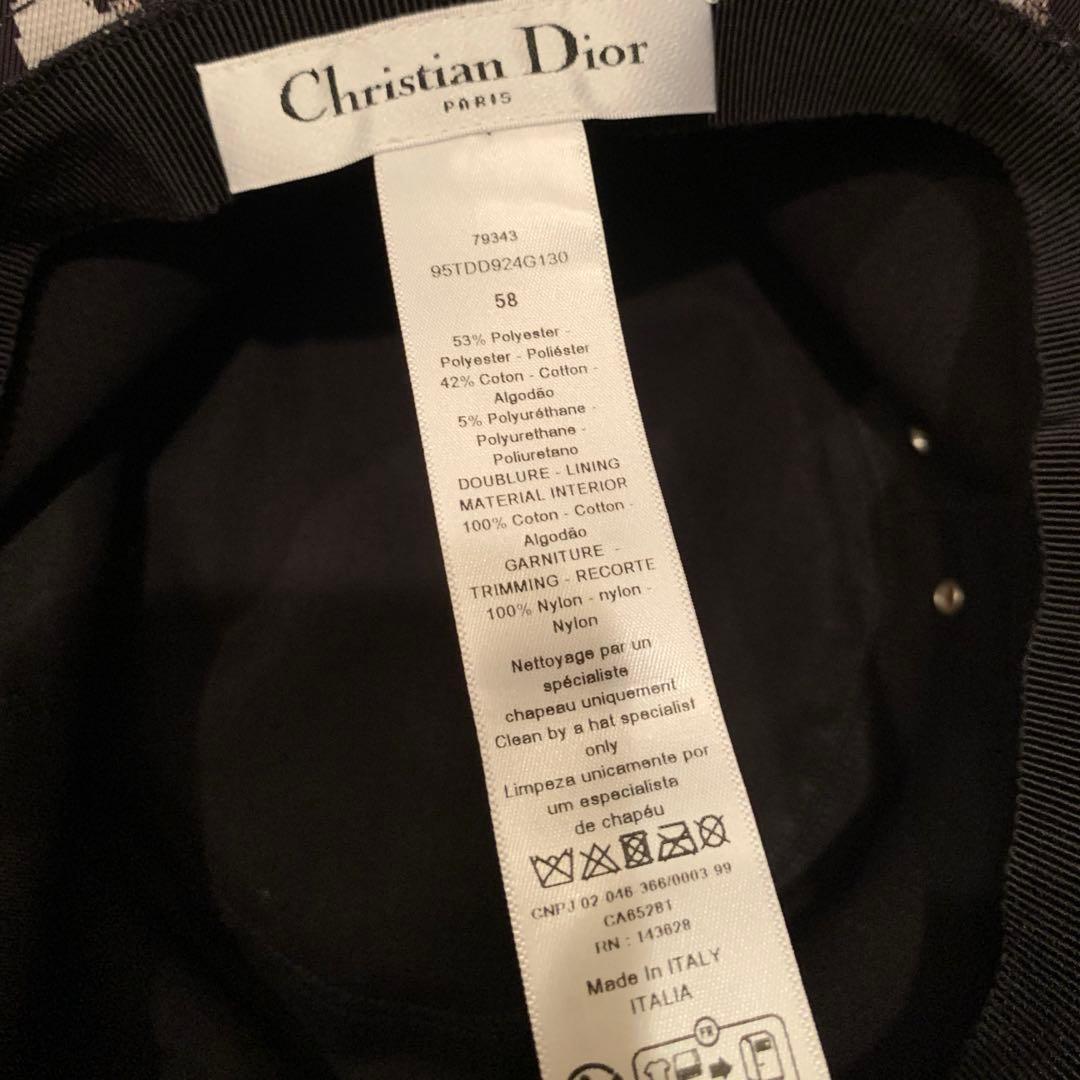 Christian Dior
PARIS
79343
95TDD924G130
58
53% Polyester -
Polyester - Poliéster
42% Coton - Cotton -
Algodão
5% Polyuréthane -
Polyurethane -
Poliuretano
DOUBLURE - LINING
MATERIAL INTERIOR
100% Coton - Cotton -
Algodão
GARNITURE -
TRIMMING - RECORTE
100% Nylon - nylon -
Nylon
Nettoyage par un
spécialiste
chapeau uniquement
Clean by a hat specialist
only
Limpeza unicamente por
um especialista
de chapéu
CNPJ 02 046 366/0003 99
CA65281
RN : 143628
Made In ITALY
ITALIA
FR